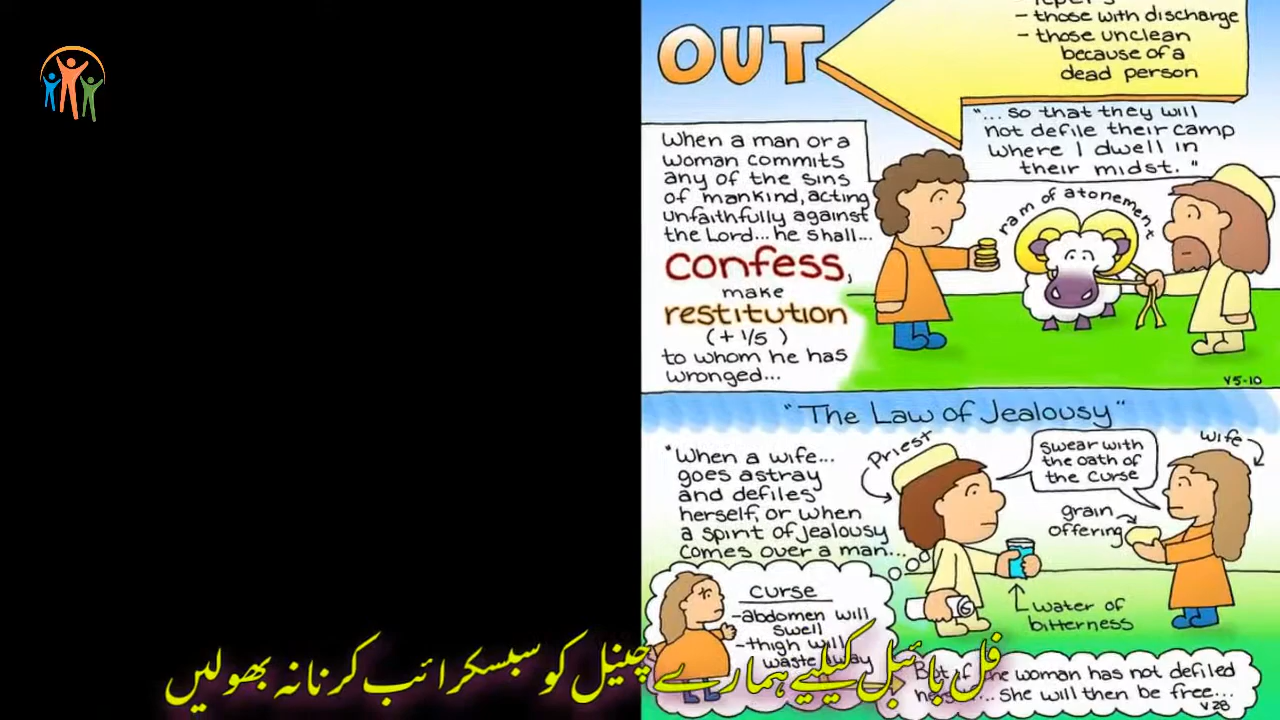 OUT
- those with discharge
- those unclean
because of a
dead person
"... so that they will
not defile their camp
where I dwell in
their midst. "
When a man or a
woman commits
any of the sins
of mankind, acting
unfaithfully against
the Lord... he shall...
confess,
make
restitution
(+ 1/5 )
to whom he has
wronged...
ram of atonement
V5-10
"The Law of Jealousy"
"When a wife...
goes astray
and defiles
herself, or when
a spirit of jealousy
comes over a man...
Priest
swear with
the oath of
the curse
wife
grain
offering
water of
bitterness
curse
-abdomen will
swell
-thigh will
waste away
But if the woman has not defiled
... She will then be free...
V28
فل بائبل کیلیے ہمارے چینل کو سبسکرائب کرنا نہ بھولیں